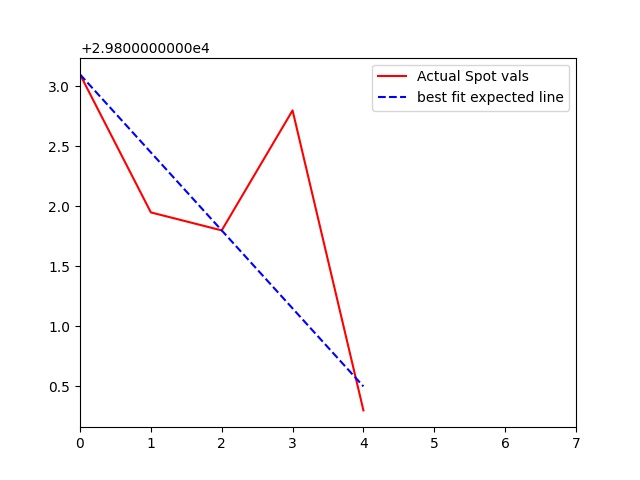 +2.9800000000e4
Actual Spot vals
best fit expected line
3.0
2.5
2.0
1.5
1.0
0.5
0 1 2 3 4 5 6 7